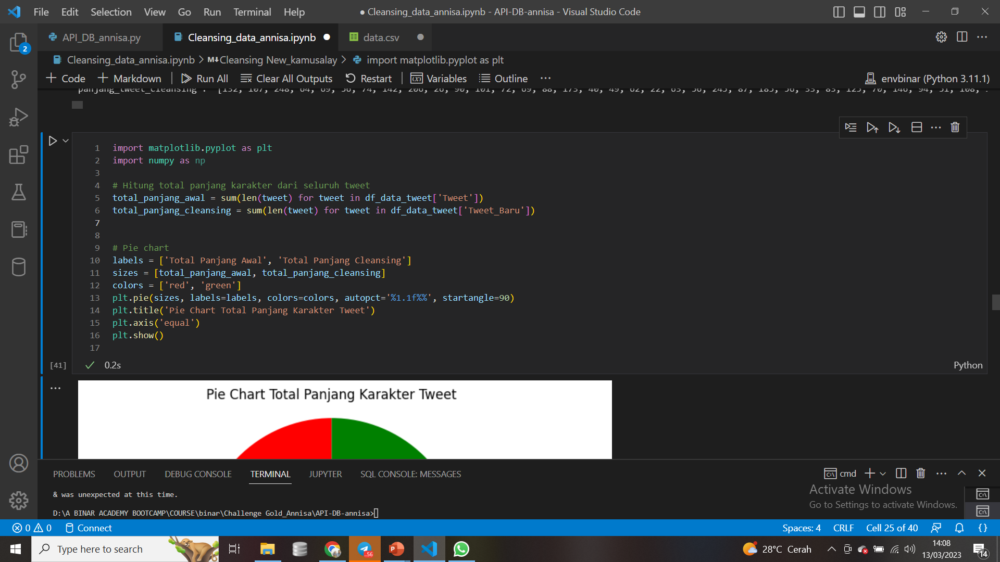 File Edit Selection View Go Run Terminal Help ● Cleansing_data_annisa.ipynb - API-DB-annisa - Visual Studio Code
API_DB_annisa.py Cleansing_data_annisa.ipynb data.csv
2
Cleansing_data_annisa.ipynb > M↓Cleansing New_kamusalay > import matplotlib.pyplot as plt
+ Code + Markdown Run All Clear All Outputs Restart Variables Outline ... envbinar (Python 3.11.1)
panjang_tweet_cleansing : [132, 107, 248, 64, 69, 56, 74, 142, 206, 26, 90, 101, 72, 69, 88, 173, 40, 49, 62, 22, 63, 56, 245, 87, 185, 56, 33, 83, 125, 70, 146, 94, 51, 108,
1 import matplotlib.pyplot as plt
2 import numpy as np
3
4 # Hitung total panjang karakter dari seluruh tweet
5 total_panjang_awal = sum(len(tweet) for tweet in df_data_tweet['Tweet'])
6 total_panjang_cleansing = sum(len(tweet) for tweet in df_data_tweet['Tweet_Baru'])
7
8
9 # Pie chart
10 labels = ['Total Panjang Awal', 'Total Panjang Cleansing']
11 sizes = [total_panjang_awal, total_panjang_cleansing]
12 colors = ['red', 'green']
13 plt.pie(sizes, labels=labels, colors=colors, autopct='%1.1f%%', startangle=90)
14 plt.title('Pie Chart Total Panjang Karakter Tweet')
15 plt.axis('equal')
16 plt.show()
17
[41] 0.2s Python
Pie Chart Total Panjang Karakter Tweet
PROBLEMS OUTPUT DEBUG CONSOLE TERMINAL JUPYTER SQL CONSOLE: MESSAGES cmd
& was unexpected at this time.
Activate Windows
Go to Settings to activate Windows.
D:\A BINAR ACADEMY BOOTCAMP\COURSE\binar\Challenge Gold_Annisa\API-DB-annisa>
0 0 Connect Spaces: 4 CRLF Cell 25 of 40 {}
Type here to search ..56 28°C Cerah 14:08
13/03/2023 14